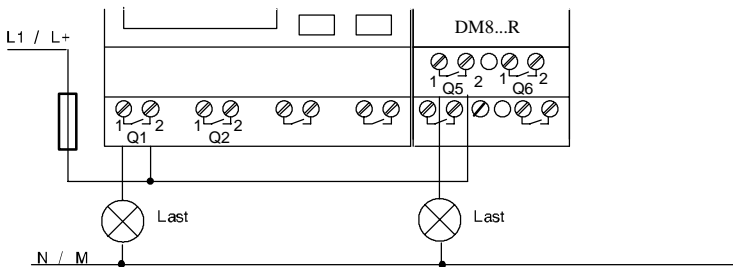 DM8...R
L1 / L+
1 Q5 2 1 Q6 2
1 Q1 2 1 Q2 2
Last Last
N / M